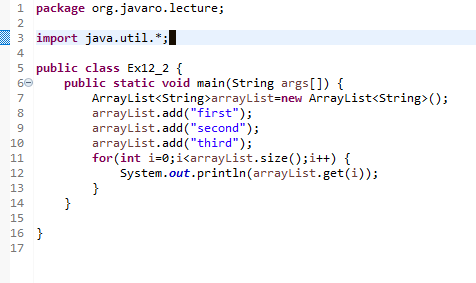 1 package org.javaro.lecture;
2
3 import java.util.*;
4
5 public class Ex12_2 {
6 public static void main(String args[]) {
7 ArrayList<String>arrayList=new ArrayList<String>();
8 arrayList.add("first");
9 arrayList.add("second");
10 arrayList.add("third");
11 for(int i=0;i<arrayList.size();i++) {
12 System.out.println(arrayList.get(i));
13 }
14 }
15
16 }
17